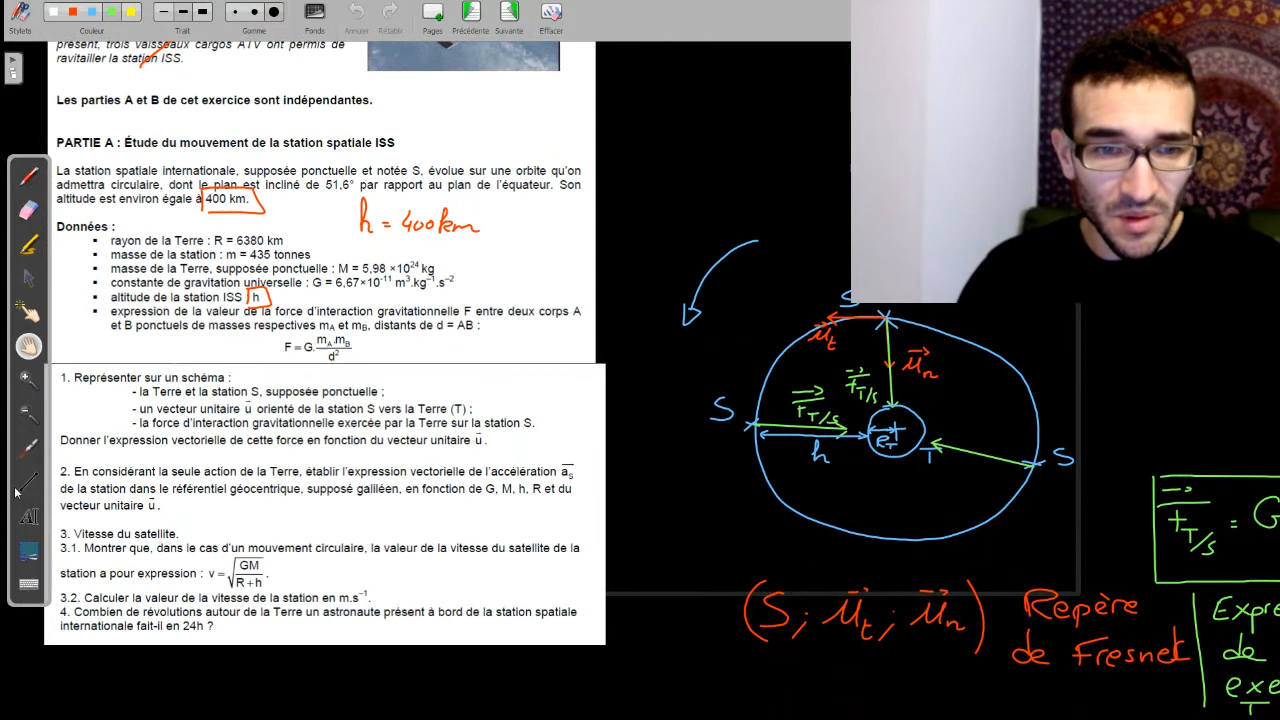 Stylets
Couleur
Trait
Gomme
Fonds
Annuler
Rétablir
Pages
Précédente
Suivante
Effacer
présent, trois vaisseaux cargos ATV ont permis de
ravitailler la station ISS.
Les parties A et B de cet exercice sont indépendantes.
PARTIE A : Étude du mouvement de la station spatiale ISS
La station spatiale internationale, supposée ponctuelle et notée S, évolue sur une orbite qu'on
admettra circulaire, dont le plan est incliné de 51,6° par rapport au plan de l'équateur. Son
altitude est environ égale à 400 km.
h = 400km
Données :
▪ rayon de la Terre : R = 6380 km
▪ masse de la station : m = 435 tonnes
▪ masse de la Terre, supposée ponctuelle : M = 5,98 ×10²⁴ kg
▪ constante de gravitation universelle : G = 6,67×10⁻¹¹ m³.kg⁻¹.s⁻²
▪ altitude de la station ISS h
▪ expression de la valeur de la force d'interaction gravitationnelle F entre deux corps A
et B ponctuels de masses respectives mA et mB, distants de d = AB :
F = G. mA.mB / d²
1. Représenter sur un schéma :
- la Terre et la station S, supposée ponctuelle ;
- un vecteur unitaire u⃗ orienté de la station S vers la Terre (T) ;
- la force d'interaction gravitationnelle exercée par la Terre sur la station S.
Donner l'expression vectorielle de cette force en fonction du vecteur unitaire u⃗.
2. En considérant la seule action de la Terre, établir l'expression vectorielle de l'accélération a⃗S
de la station dans le référentiel géocentrique, supposé galiléen, en fonction de G, M, h, R et du
vecteur unitaire u⃗.
3. Vitesse du satellite.
3.1. Montrer que, dans le cas d'un mouvement circulaire, la valeur de la vitesse du satellite de la
station a pour expression : v = √(GM / R+h).
3.2. Calculer la valeur de la vitesse de la station en m.s⁻¹.
4. Combien de révolutions autour de la Terre un astronaute présent à bord de la station spatiale
internationale fait-il en 24h ?
S
u⃗t
u⃗n
F⃗T/S
F⃗T/S
S
RT
T
h
S
F⃗T/S = G
(S; u⃗t; u⃗n) Repère
de Fresnet
Expre
de
exe
T